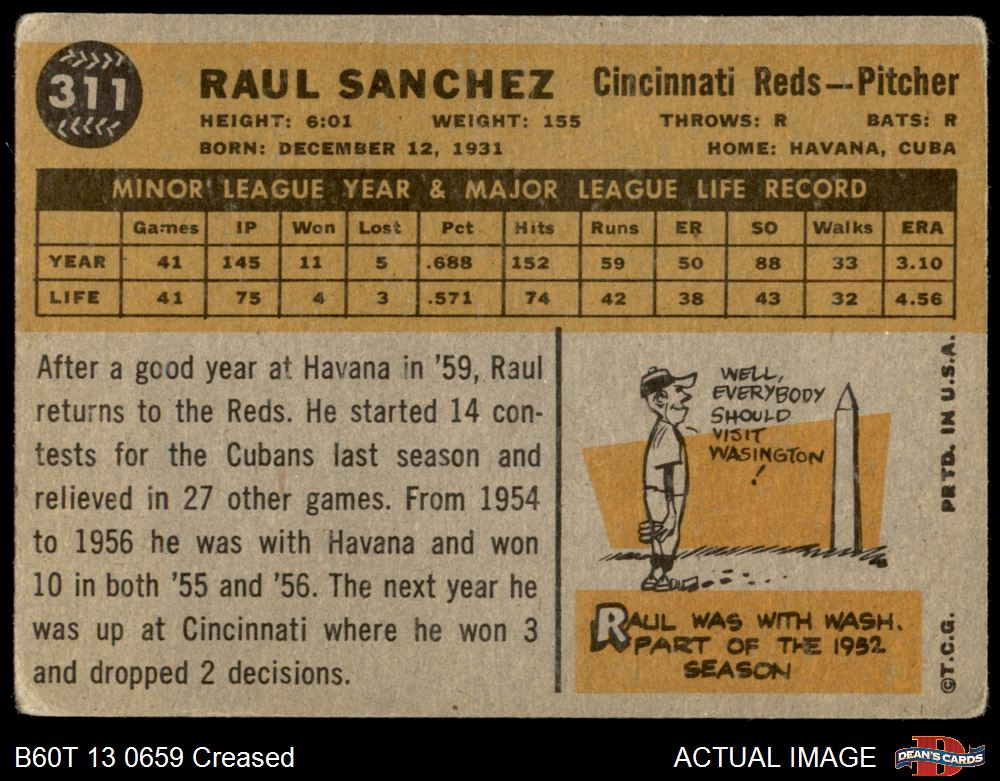 311
RAUL SANCHEZ Cincinnati Reds—Pitcher
HEIGHT: 6:01 WEIGHT: 155 THROWS: R BATS: R
BORN: DECEMBER 12, 1931 HOME: HAVANA, CUBA
MINOR LEAGUE YEAR & MAJOR LEAGUE LIFE RECORD
Games IP Won Lost Pct Hits Runs ER SO Walks ERA
YEAR 41 145 11 5 .688 152 59 50 88 33 3.10
LIFE 41 75 4 3 .571 74 42 38 43 32 4.56
After a good year at Havana in '59, Raul
returns to the Reds. He started 14 con-
tests for the Cubans last season and
relieved in 27 other games. From 1954
to 1956 he was with Havana and won
10 in both '55 and '56. The next year he
was up at Cincinnati where he won 3
and dropped 2 decisions.
WELL,
EVERYBODY
SHOULD
VISIT
WASINGTON
!
RAUL WAS WITH WASH.
PART OF THE 1952
SEASON
©T.C.G. PRTD. IN U.S.A.
B60T 13 0659 Creased ACTUAL IMAGE
D
DEAN'S CARDS